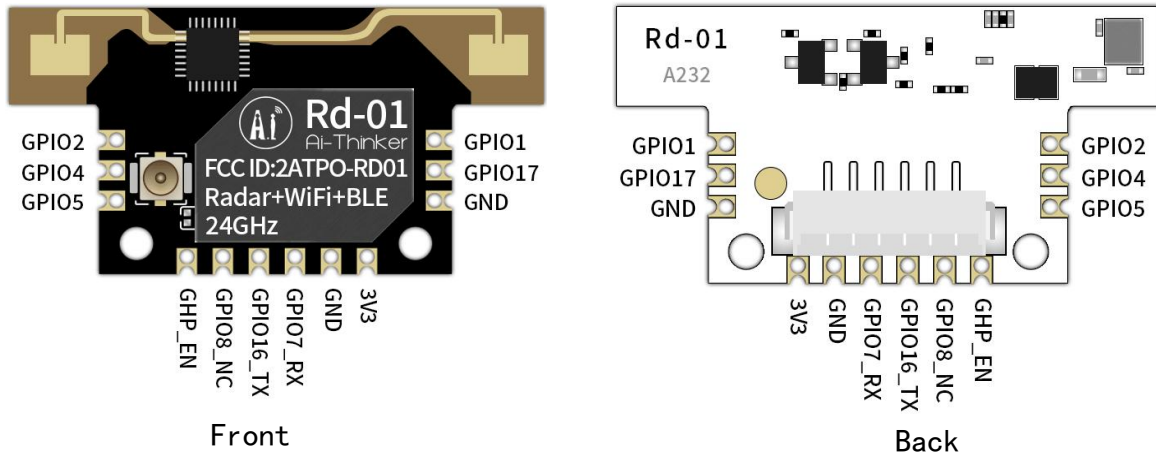 GPIO2
GPIO4
GPIO5
Ai
Rd-01
Ai-Thinker
FCC ID:2ATPO-RD01
Radar+WiFi+BLE
24GHz
GPIO1
GPIO17
GND
GHP_EN
GPIO8_NC
GPIO16_TX
GPIO7_RX
GND
3V3
Front
Rd-01
A232
GPIO1
GPIO17
GND
GPIO2
GPIO4
GPIO5
3V3
GND
GPIO7_RX
GPIO16_TX
GPIO8_NC
GHP_EN
Back